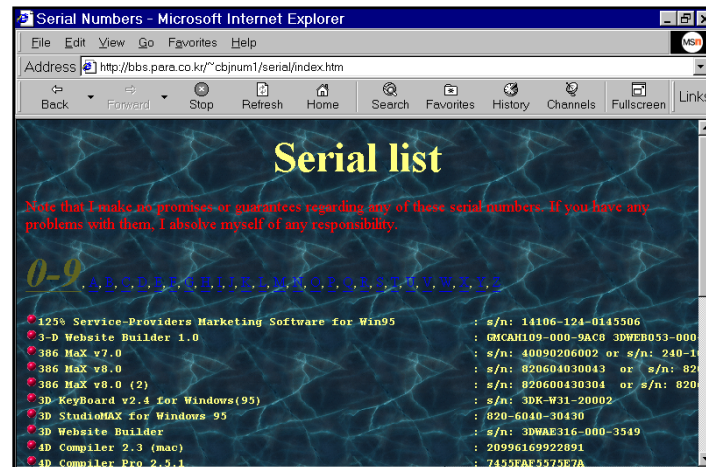 Serial Numbers - Microsoft Internet Explorer
File Edit View Go Favorites Help
MSn
Address http://bbs.para.co.kr/~cbjnum1/serial/index.htm
Back Forward Stop Refresh Home Search Favorites History Channels Fullscreen Links
Serial list
Note that I make no promises or guarantees regarding any of these serial numbers. If you have any
problems with them, I absolve myself of any responsibility.
0-9, A, B, C, D, E, F, G, H, I, J, K, L, M, N, O, P, Q, R, S, T, U, V, W, X, Y, Z
125% Service-Providers Marketing Software for Win95 : s/n: 14106-124-0145506
3-D Website Builder 1.0 : GMCAH109-000-9AC8 3DWEB053-000
386 MaX v7.0 : s/n: 40090206002 or s/n: 240-10
386 MaX v8.0 : s/n: 820604030043 or s/n: 820
386 MaX v8.0 (2) : s/n: 820600430304 or s/n: 820
3D KeyBoard v2.4 for Windows(95) : s/n: 3DK-W31-20002
3D StudioMAX for Windows 95 : 820-6040-30430
3D Website Builder : s/n: 3DWAE316-000-3549
4D Compiler 2.3 (mac) : 20996169922891
4D Compiler Pro 2.5.1 : 7455FAF5575E7A